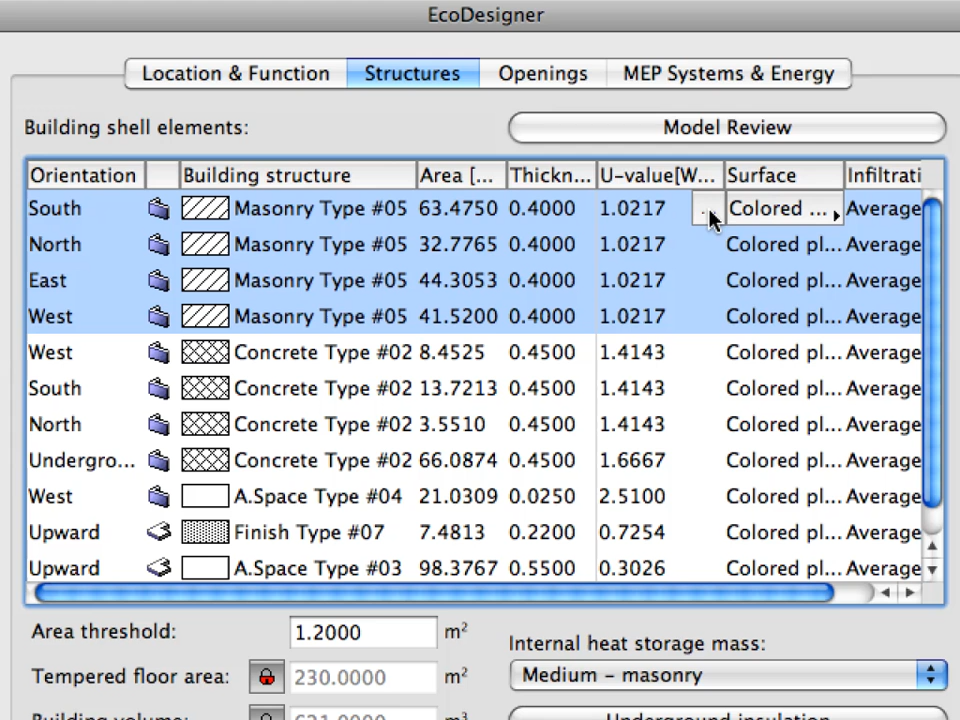 EcoDesigner
Location & Function Structures Openings MEP Systems & Energy
Building shell elements: Model Review
Orientation Building structure Area [... Thickn... U-value[W... Surface Infiltrati
South Masonry Type #05 63.4750 0.4000 1.0217 Colored ... Average
North Masonry Type #05 32.7765 0.4000 1.0217 Colored pl... Average
East Masonry Type #05 44.3053 0.4000 1.0217 Colored pl... Average
West Masonry Type #05 41.5200 0.4000 1.0217 Colored pl... Average
West Concrete Type #02 8.4525 0.4500 1.4143 Colored pl... Average
South Concrete Type #02 13.7213 0.4500 1.4143 Colored pl... Average
North Concrete Type #02 3.5510 0.4500 1.4143 Colored pl... Average
Undergro... Concrete Type #02 66.0874 0.4500 1.6667 Colored pl... Average
West A.Space Type #04 21.0309 0.0250 2.5100 Colored pl... Average
Upward Finish Type #07 7.4813 0.2200 0.7254 Colored pl... Average
Upward A.Space Type #03 98.3767 0.5500 0.3026 Colored pl... Average
Area threshold: 1.2000 m²
Internal heat storage mass:
Tempered floor area: 230.0000 m²
Medium - masonry
Building volume: 621.0000 m³
Underground insulation